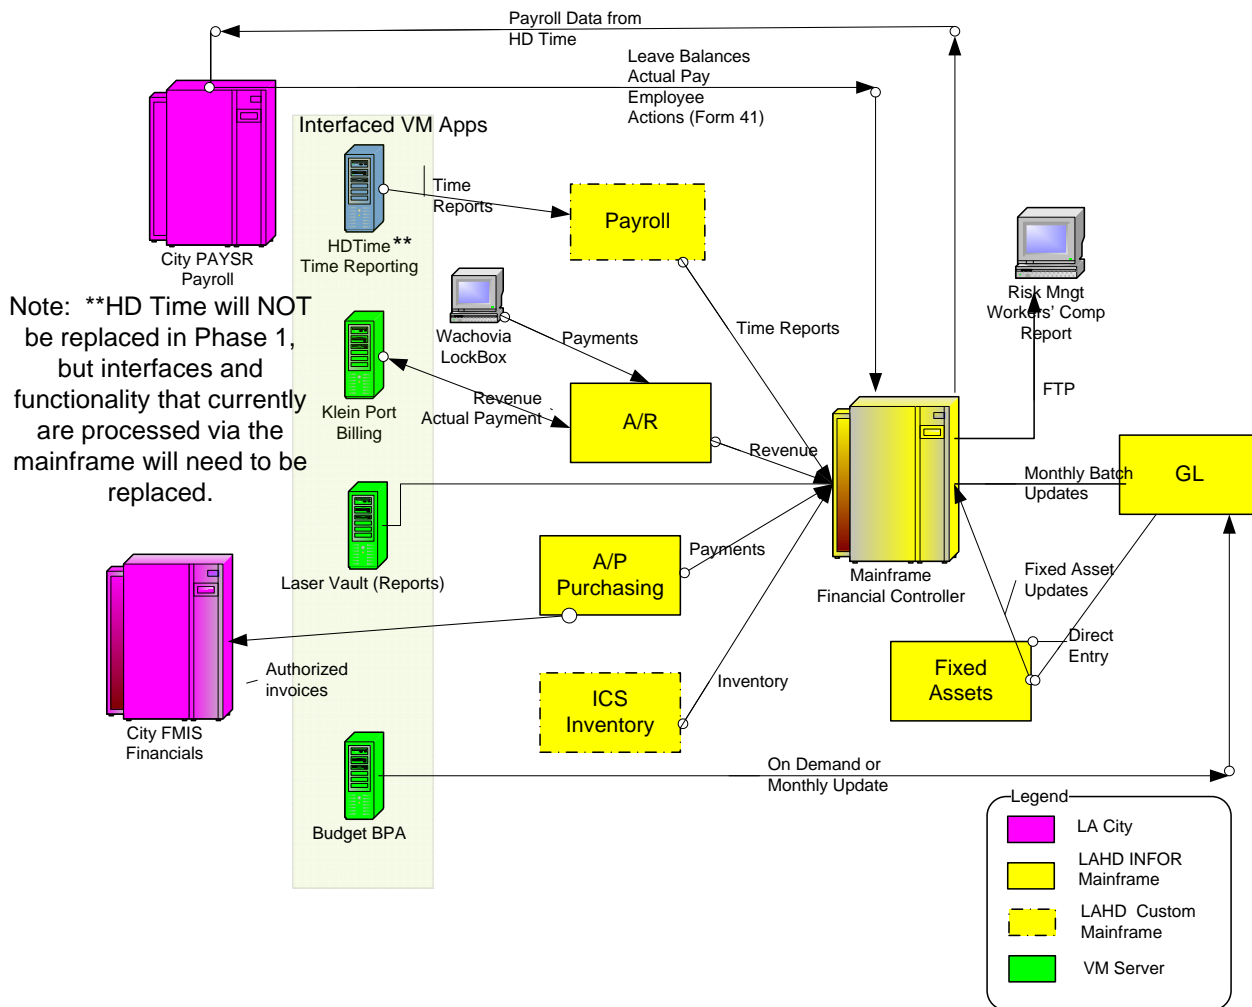 Payroll Data from
HD Time
Leave Balances
Actual Pay
Employee
Actions (Form 41)
Interfaced VM Apps
Time
Reports
Payroll
HDTime**
Time Reporting
City PAYSR
Payroll
Risk Mngt
Workers' Comp
Report
Note: **HD Time will NOT
be replaced in Phase 1,
but interfaces and
functionality that currently
are processed via the
mainframe will need to be
replaced.
Wachovia
LockBox
Payments
Time Reports
FTP
Klein Port
Billing
Revenue
Actual Payment
A/R
Revenue
GL
Monthly Batch
Updates
Laser Vault (Reports)
A/P
Purchasing
Payments
Mainframe
Financial Controller
Fixed Asset
Updates
Direct
Entry
Fixed
Assets
Authorized
invoices
City FMIS
Financials
ICS
Inventory
Inventory
On Demand or
Monthly Update
Budget BPA
Legend
LA City
LAHD INFOR
Mainframe
LAHD Custom
Mainframe
VM Server